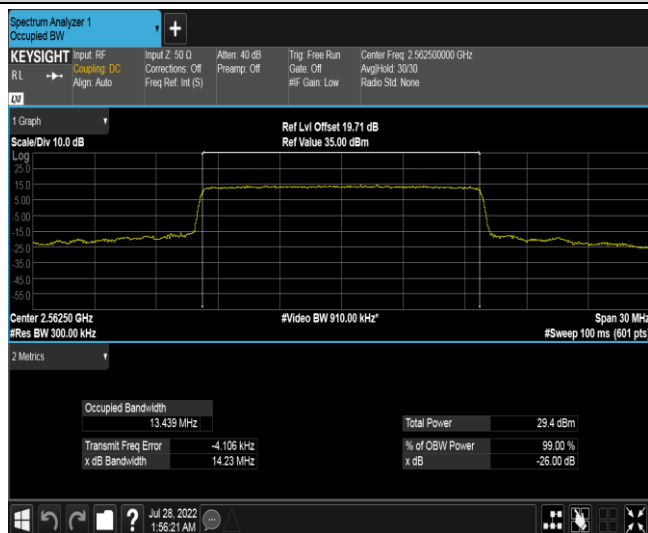 Spectrum Analyzer 1
Occupied BW
+
KEYSIGHT Input: RF Input Z: 50 Ω Atten: 40 dB Trig: Free Run Center Freq: 2.562500000 GHz
R L Coupling: DC Corrections: Off Preamp: Off Gate: Off Avg|Hold: 30/30
Align: Auto Freq Ref: Int (S) #IF Gain: Low Radio Std: None
LXI
1 Graph
Ref Lvl Offset 19.71 dB
Scale/Div 10.0 dB Ref Value 35.00 dBm
Log
25.0
15.0
5.00
-5.00
-15.0
-25.0
-35.0
-45.0
-55.0
Center 2.56250 GHz #Video BW 910.00 kHz* Span 30 MHz
#Res BW 300.00 kHz #Sweep 100 ms (601 pts)
2 Metrics
Occupied Bandwidth
13.439 MHz Total Power 29.4 dBm
Transmit Freq Error -4.106 kHz % of OBW Power 99.00 %
x dB Bandwidth 14.23 MHz x dB -26.00 dB
? Jul 28, 2022
1:56:21 AM